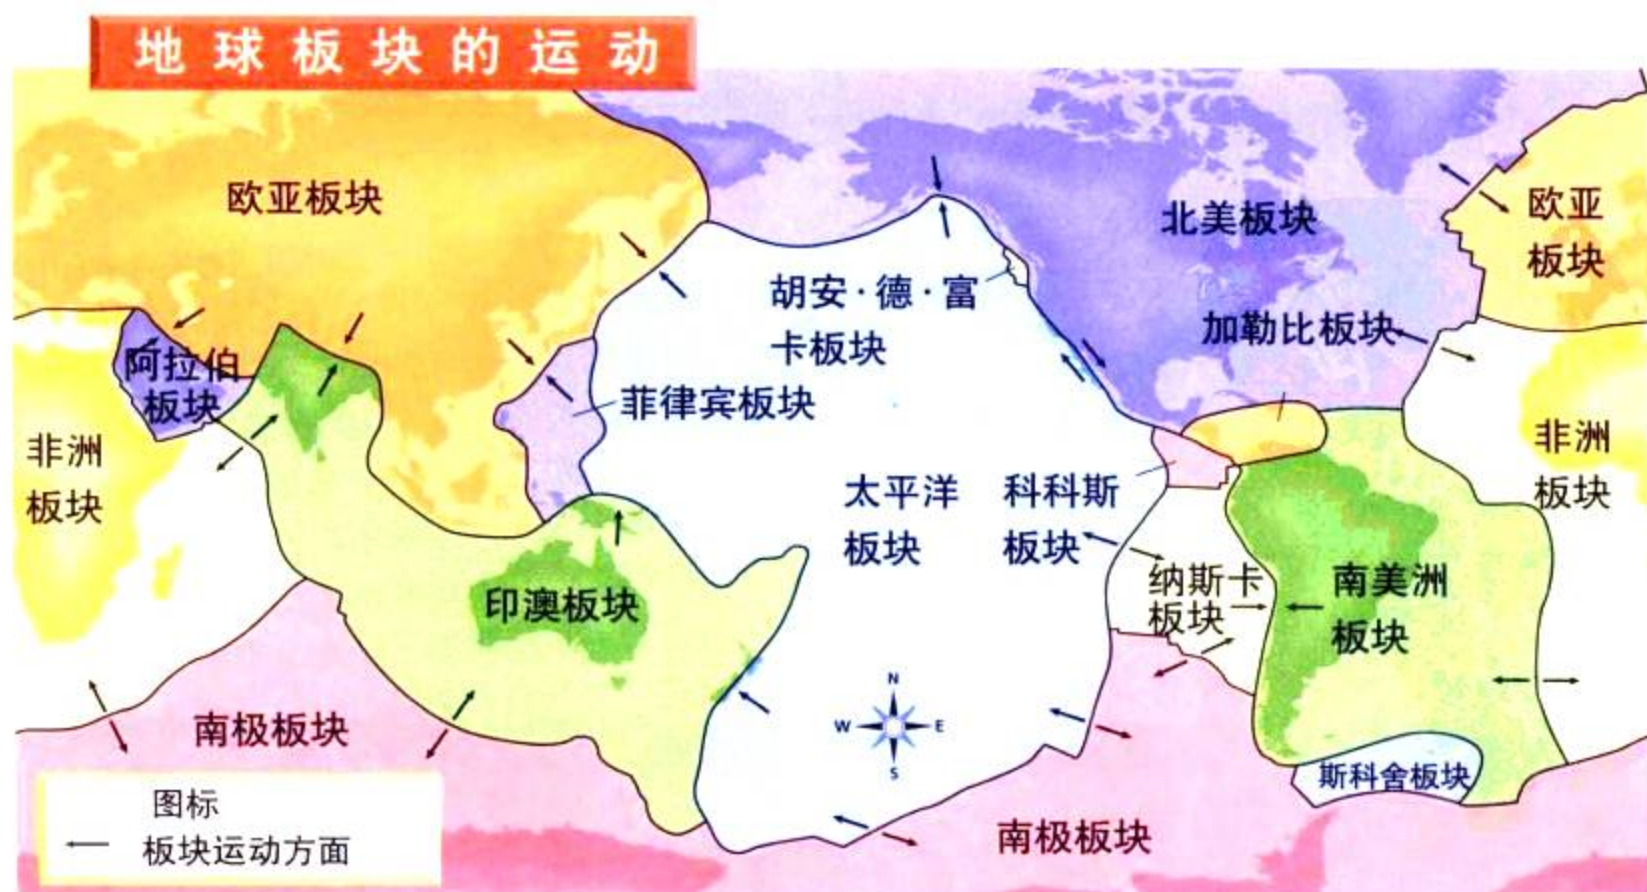 地球板块的运动
欧亚板块
北美板块
欧亚
板块
胡安·德·富
卡板块
加勒比板块
阿拉伯
板块
菲律宾板块
非洲
板块
太平洋
板块
科科斯
板块
非洲
板块
纳斯卡
板块
南美洲
板块
印澳板块
N
W
E
S
南极板块
斯科舍板块
南极板块
图标
板块运动方面